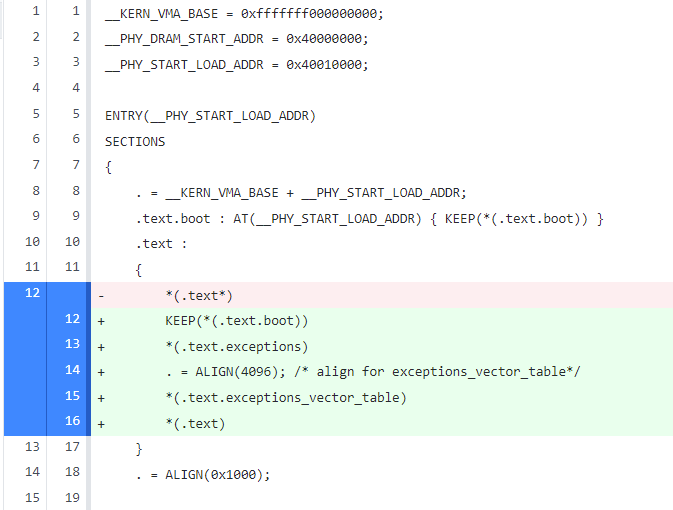 1 1 __KERN_VMA_BASE = 0xfffffff000000000;
2 2 __PHY_DRAM_START_ADDR = 0x40000000;
3 3 __PHY_START_LOAD_ADDR = 0x40010000;
4 4
5 5 ENTRY(__PHY_START_LOAD_ADDR)
6 6 SECTIONS
7 7 {
8 8 . = __KERN_VMA_BASE + __PHY_START_LOAD_ADDR;
9 9 .text.boot : AT(__PHY_START_LOAD_ADDR) { KEEP(*(.text.boot)) }
10 10 .text :
11 11 {
12 - *(.text*)
12 + KEEP(*(.text.boot))
13 + *(.text.exceptions)
14 + . = ALIGN(4096); /* align for exceptions_vector_table*/
15 + *(.text.exceptions_vector_table)
16 + *(.text)
13 17 }
14 18 . = ALIGN(0x1000);
15 19